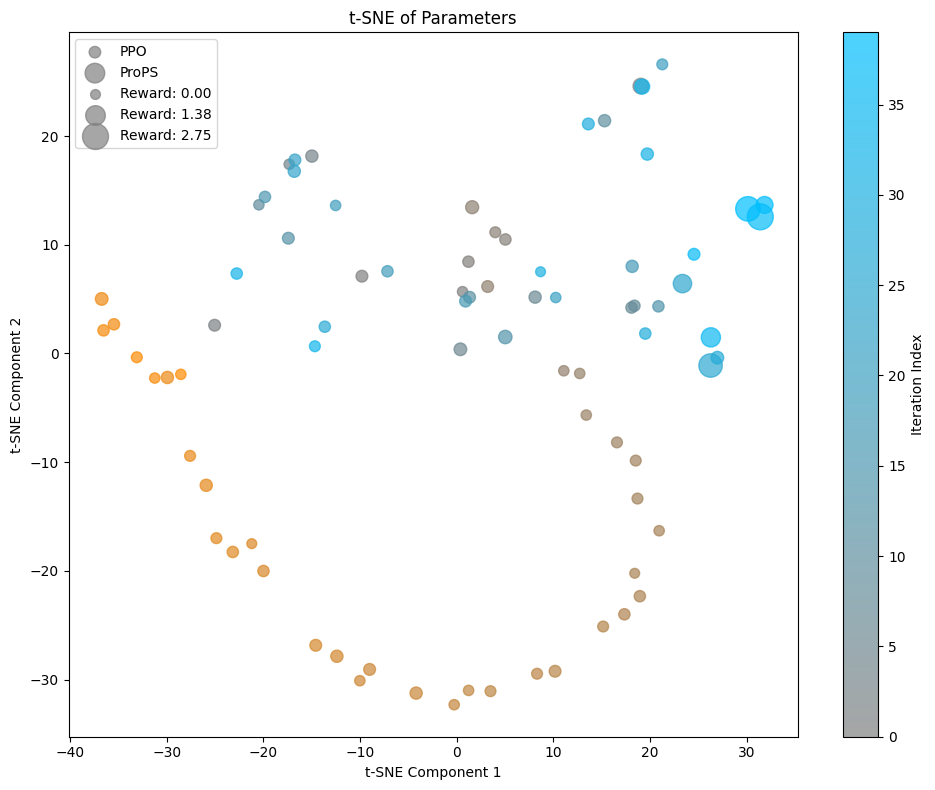 t-SNE of Parameters
PPO
ProPS
Reward: 0.00
Reward: 1.38
Reward: 2.75
20
10
0
−10
−20
−30
t-SNE Component 2
−40
−30
−20
−10
0
10
20
30
t-SNE Component 1
35
30
25
20
15
10
5
0
Iteration Index